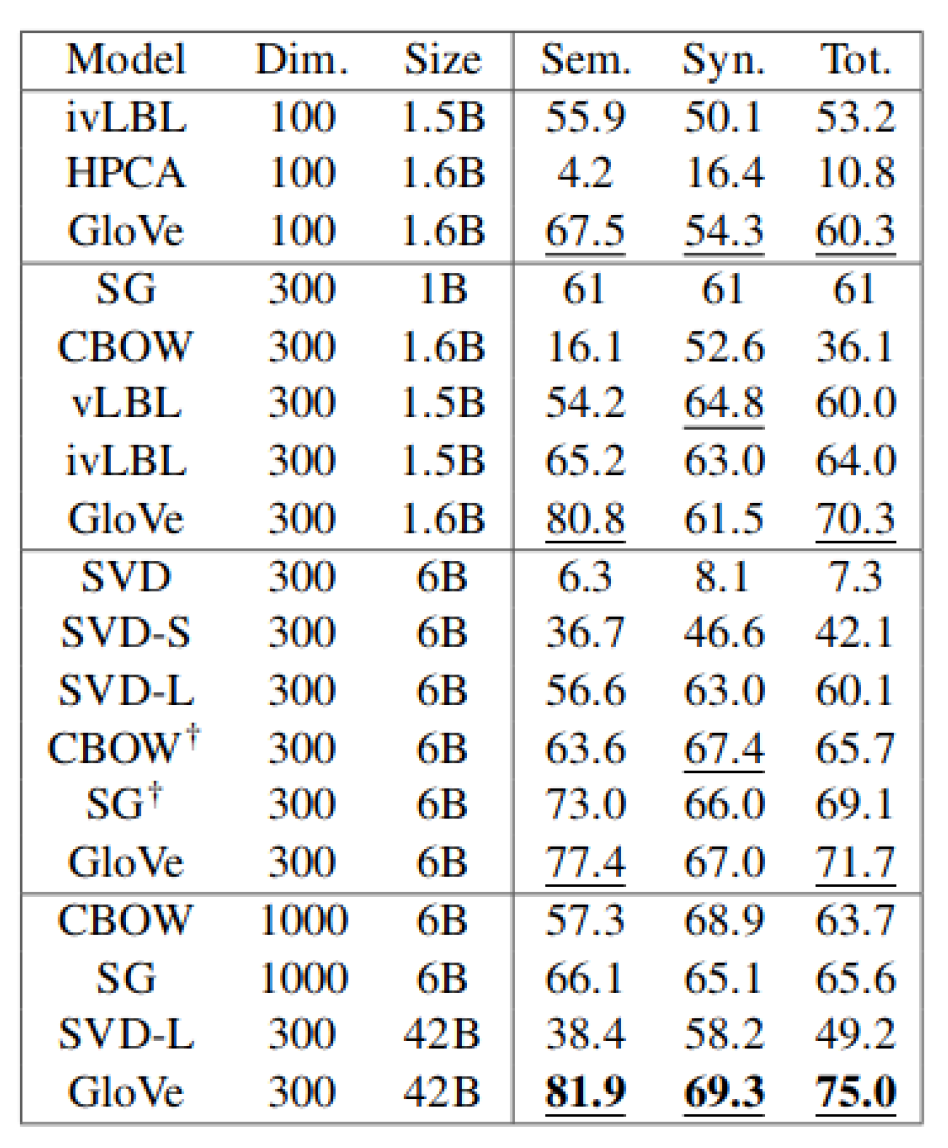 Model Dim. Size Sem. Syn. Tot.
ivLBL 100 1.5B 55.9 50.1 53.2
HPCA 100 1.6B 4.2 16.4 10.8
GloVe 100 1.6B 67.5 54.3 60.3
SG 300 1B 61 61 61
CBOW 300 1.6B 16.1 52.6 36.1
vLBL 300 1.5B 54.2 64.8 60.0
ivLBL 300 1.5B 65.2 63.0 64.0
GloVe 300 1.6B 80.8 61.5 70.3
SVD 300 6B 6.3 8.1 7.3
SVD-S 300 6B 36.7 46.6 42.1
SVD-L 300 6B 56.6 63.0 60.1
CBOW† 300 6B 63.6 67.4 65.7
SG† 300 6B 73.0 66.0 69.1
GloVe 300 6B 77.4 67.0 71.7
CBOW 1000 6B 57.3 68.9 63.7
SG 1000 6B 66.1 65.1 65.6
SVD-L 300 42B 38.4 58.2 49.2
GloVe 300 42B 81.9 69.3 75.0